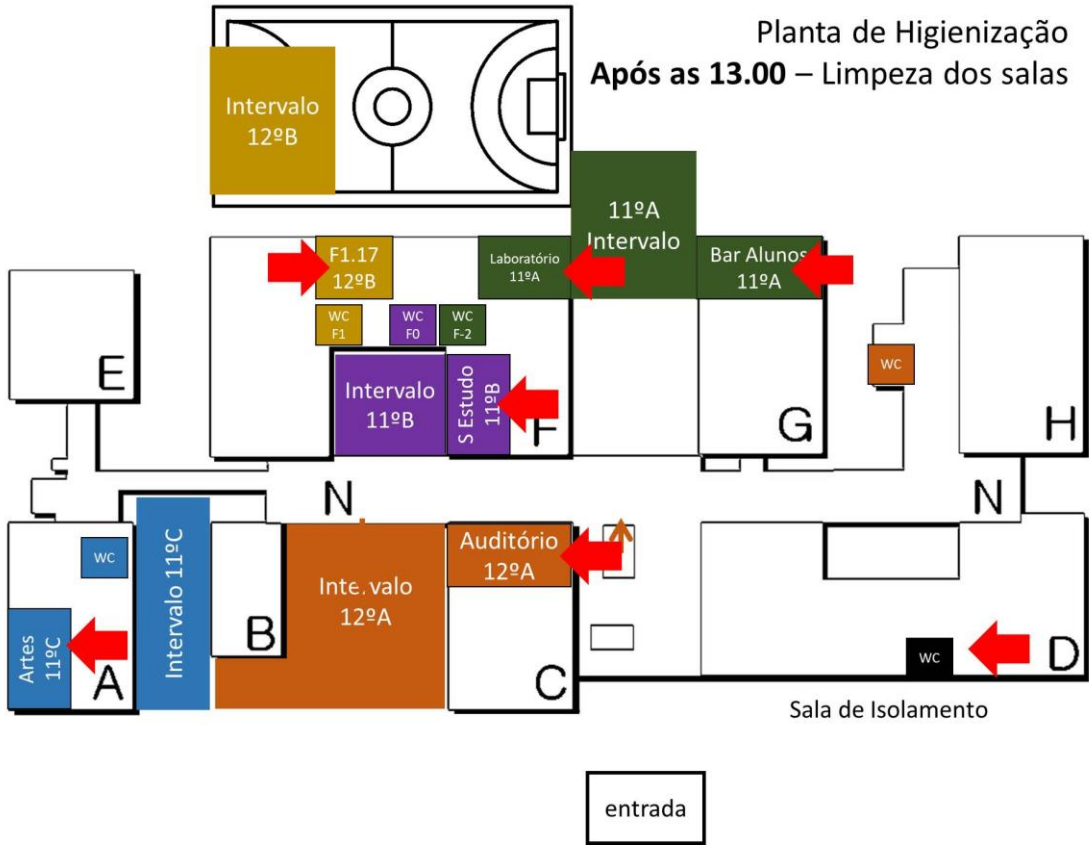 Planta de Higienização
Após as 13.00 – Limpeza dos salas
Intervalo
12ºB
11ºA
Intervalo
F1.17
12ºB
Laboratório
11ºA
Bar Alunos
11ºA
WC
F1
WC
F0
WC
F-2
WC
E
Intervalo
11ºB
S Estudo
11ºB
F
G
H
N
N
WC
Intervalo 11ºC
Auditório
12ºA
Intervalo
12ºA
Artes
11ºC
A
B
C
WC
D
Sala de Isolamento
entrada